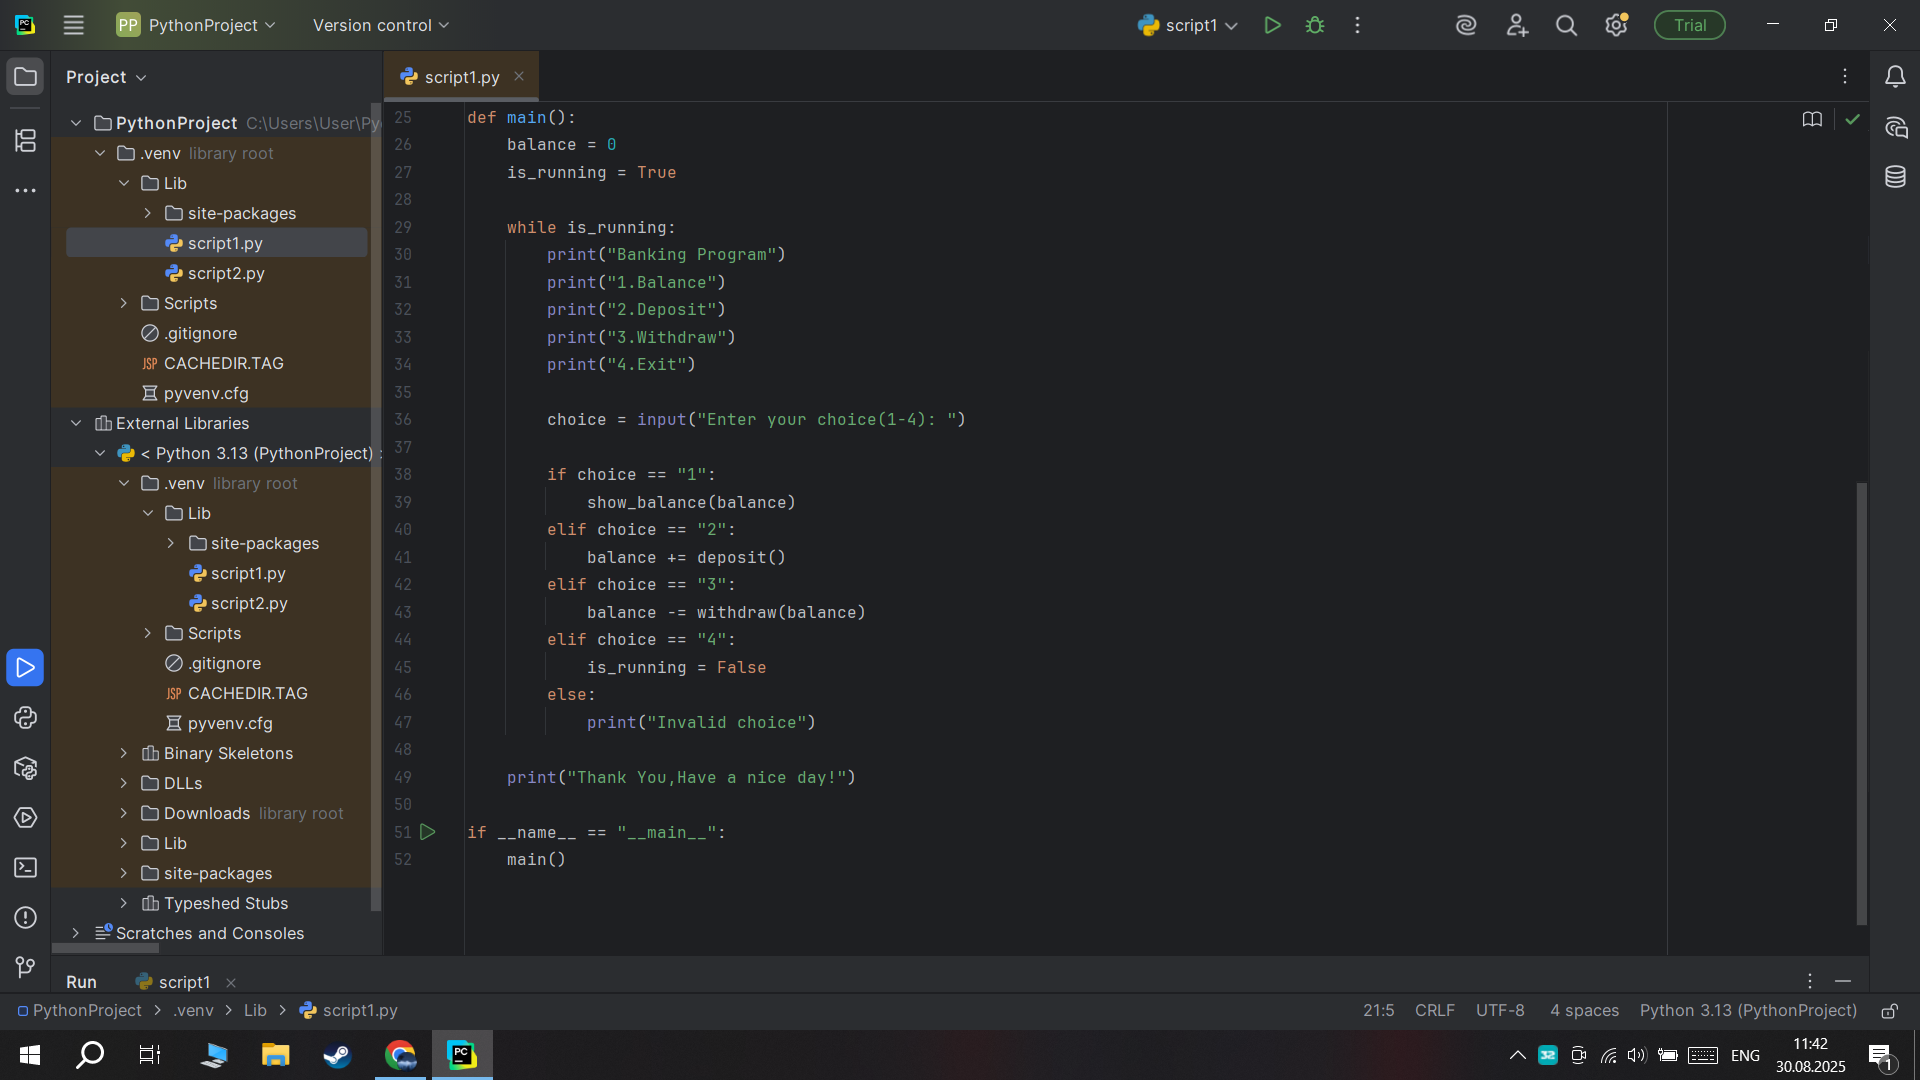 PC
PP PythonProject
Version control
script1
Trial
Project
script1.py
PythonProject C:\Users\User\Py
.venv library root
Lib
site-packages
script1.py
script2.py
Scripts
.gitignore
JSP CACHEDIR.TAG
pyvenv.cfg
External Libraries
< Python 3.13 (PythonProject)
.venv library root
Lib
site-packages
script1.py
script2.py
Scripts
.gitignore
JSP CACHEDIR.TAG
pyvenv.cfg
Binary Skeletons
DLLs
Downloads library root
Lib
site-packages
Typeshed Stubs
Scratches and Consoles
25 def main():
26 balance = 0
27 is_running = True
28
29 while is_running:
30 print("Banking Program")
31 print("1.Balance")
32 print("2.Deposit")
33 print("3.Withdraw")
34 print("4.Exit")
35
36 choice = input("Enter your choice(1-4): ")
37
38 if choice == "1":
39 show_balance(balance)
40 elif choice == "2":
41 balance += deposit()
42 elif choice == "3":
43 balance -= withdraw(balance)
44 elif choice == "4":
45 is_running = False
46 else:
47 print("Invalid choice")
48
49 print("Thank You,Have a nice day!")
50
51 if __name__ == "__main__":
52 main()
Run script1
PythonProject > .venv > Lib > script1.py
21:5 CRLF UTF-8 4 spaces Python 3.13 (PythonProject)
PC
32
ENG
11:42
30.08.2025
1